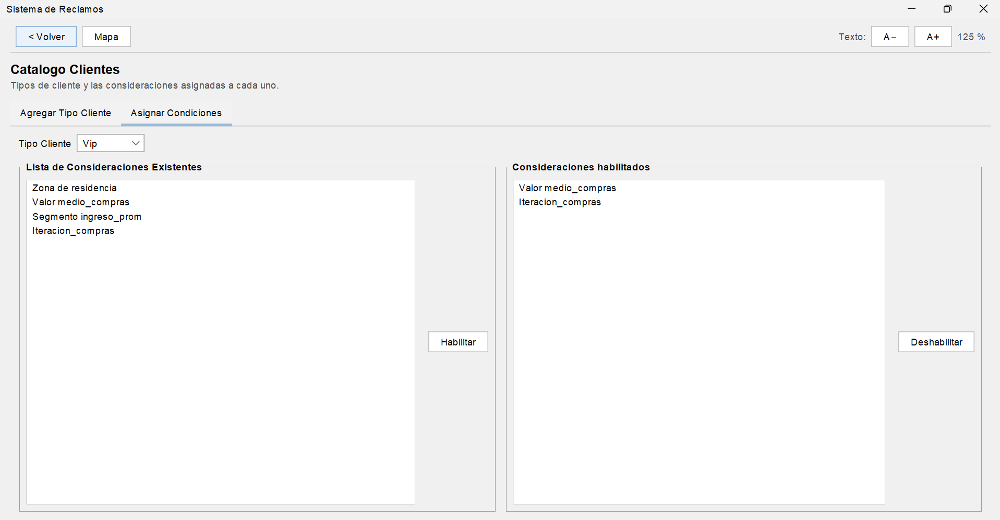 Sistema de Reclamos
< Volver
Mapa
Texto:
A−
A+
125 %
Catalogo Clientes
Tipos de cliente y las consideraciones asignadas a cada uno.
Agregar Tipo Cliente
Asignar Condiciones
Tipo Cliente
Vip
Lista de Consideraciones Existentes
Zona de residencia
Valor medio_compras
Segmento ingreso_prom
Iteracion_compras
Habilitar
Consideraciones habilitados
Valor medio_compras
Iteracion_compras
Deshabilitar